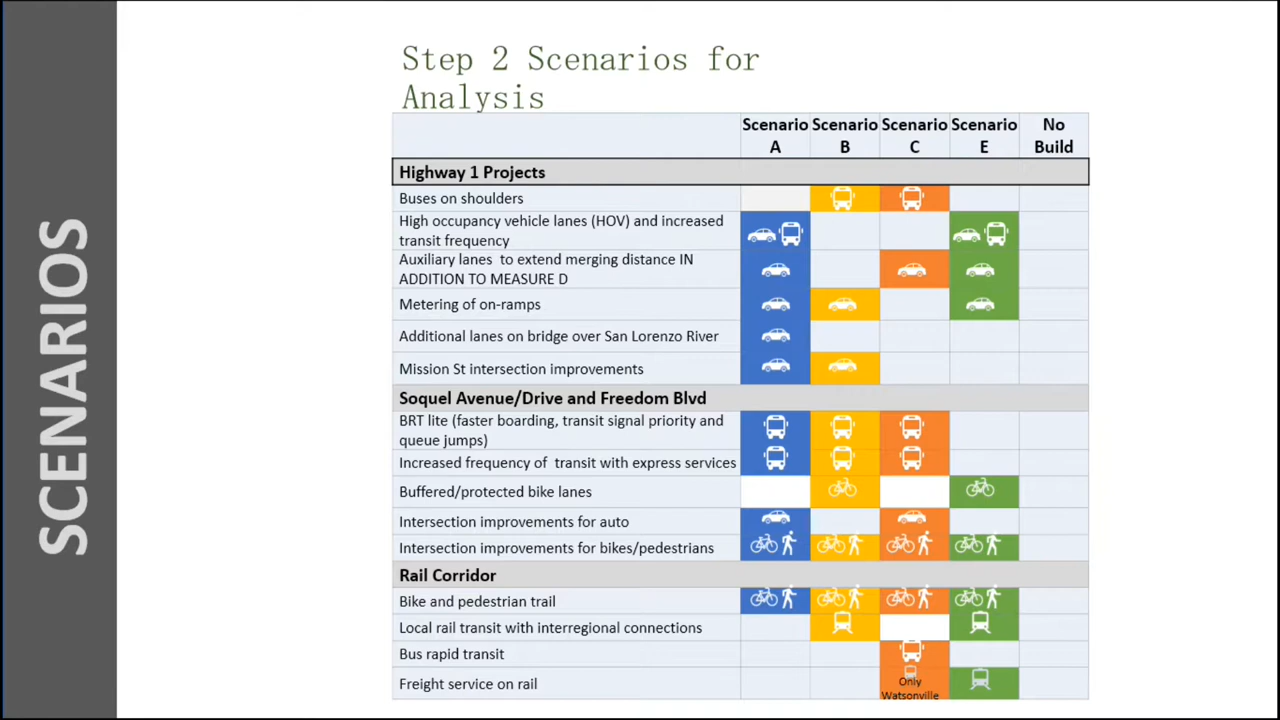 SCENARIOS
Step 2 Scenarios for
Analysis
Scenario A
Scenario B
Scenario C
Scenario E
No Build
Highway 1 Projects
Buses on shoulders
High occupancy vehicle lanes (HOV) and increased
transit frequency
Auxiliary lanes to extend merging distance IN
ADDITION TO MEASURE D
Metering of on-ramps
Additional lanes on bridge over San Lorenzo River
Mission St intersection improvements
Soquel Avenue/Drive and Freedom Blvd
BRT lite (faster boarding, transit signal priority and
queue jumps)
Increased frequency of transit with express services
Buffered/protected bike lanes
Intersection improvements for auto
Intersection improvements for bikes/pedestrians
Rail Corridor
Bike and pedestrian trail
Local rail transit with interregional connections
Bus rapid transit
Freight service on rail
Only
Watsonville